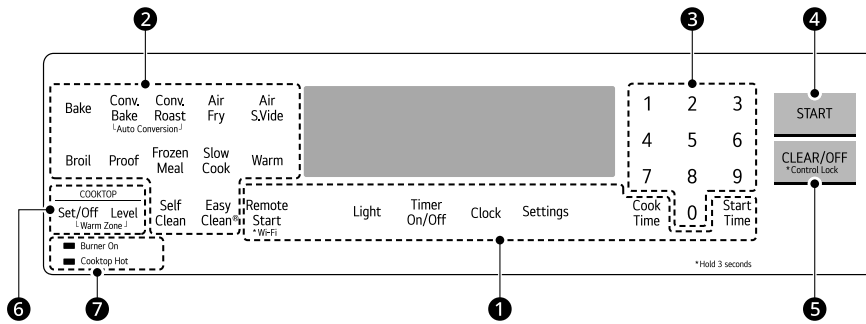 2
3
4
Bake Conv. Bake Conv. Roast Air Fry Air S.Vide
└Auto Conversion┘
1 2 3
START
4 5 6
Broil Proof Frozen Meal Slow Cook Warm
CLEAR/OFF
*Control Lock
7 8 9
COOKTOP
Set/Off Level
└Warm Zone┘
Self Clean Easy Clean®
Remote Start
*Wi-Fi
Light Timer On/Off Clock Settings
Cook Time 0 Start Time
Burner On
Cooktop Hot
*Hold 3 seconds
6
7
1
5